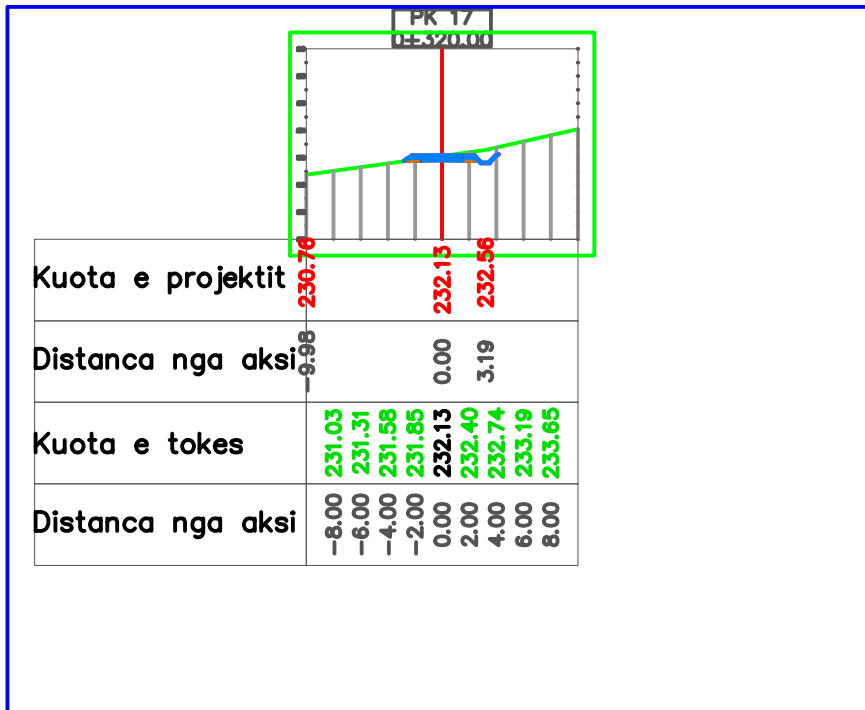 PK 17
0+320.00
Kuota e projektit 230.76 232.13 232.56
Distanca nga aksi -9.98 0.00 3.19
Kuota e tokes 231.03 231.31 231.58 231.85 232.13 232.40 232.74 233.19 233.65
Distanca nga aksi -8.00 -6.00 -4.00 -2.00 0.00 2.00 4.00 6.00 8.00